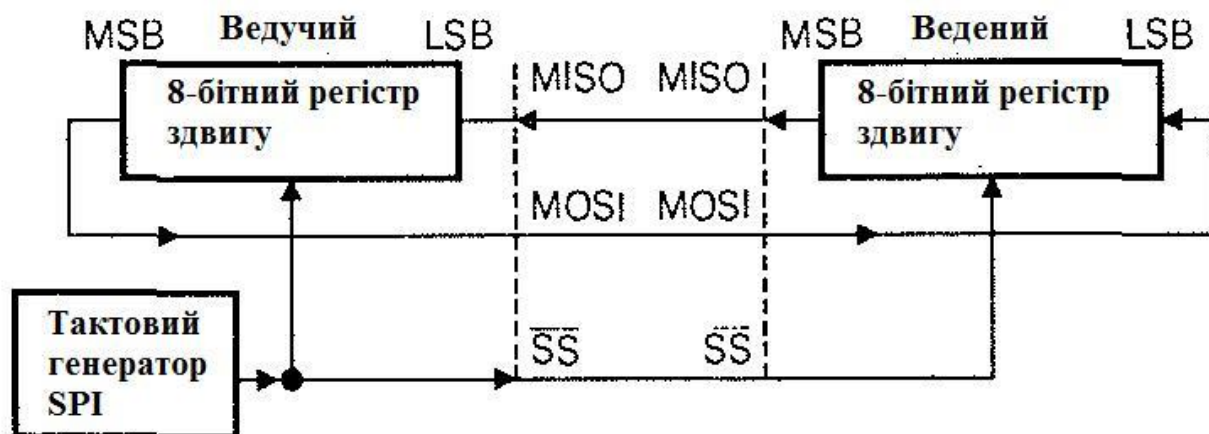 MSB Ведучий LSB MSB Ведений LSB
8-бітний регістр здвигу
MISO MISO
8-бітний регістр здвигу
MOSI MOSI
Тактовий генератор SPI
SS SS